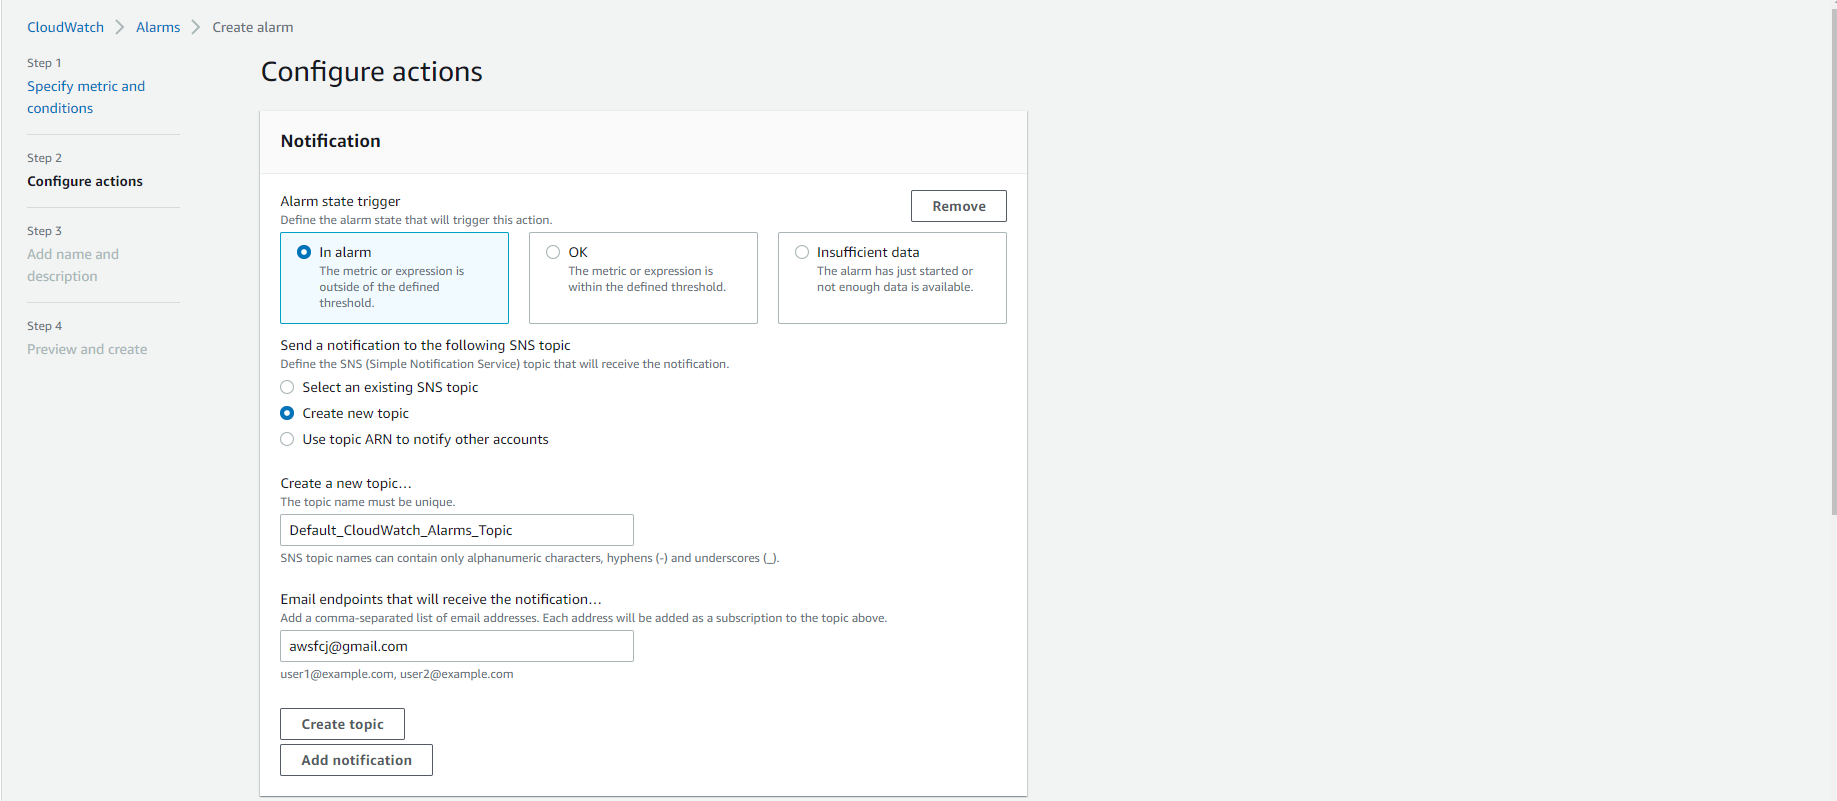 CloudWatch > Alarms > Create alarm
Step 1
Specify metric and
conditions
Step 2
Configure actions
Step 3
Add name and
description
Step 4
Preview and create
Configure actions
Notification
Alarm state trigger
Define the alarm state that will trigger this action.
Remove
In alarm
The metric or expression is
outside of the defined
threshold.
OK
The metric or expression is
within the defined threshold.
Insufficient data
The alarm has just started or
not enough data is available.
Send a notification to the following SNS topic
Define the SNS (Simple Notification Service) topic that will receive the notification.
Select an existing SNS topic
Create new topic
Use topic ARN to notify other accounts
Create a new topic…
The topic name must be unique.
Default_CloudWatch_Alarms_Topic
SNS topic names can contain only alphanumeric characters, hyphens (-) and underscores (_).
Email endpoints that will receive the notification…
Add a comma-separated list of email addresses. Each address will be added as a subscription to the topic above.
awsfcj@gmail.com
user1@example.com, user2@example.com
Create topic
Add notification